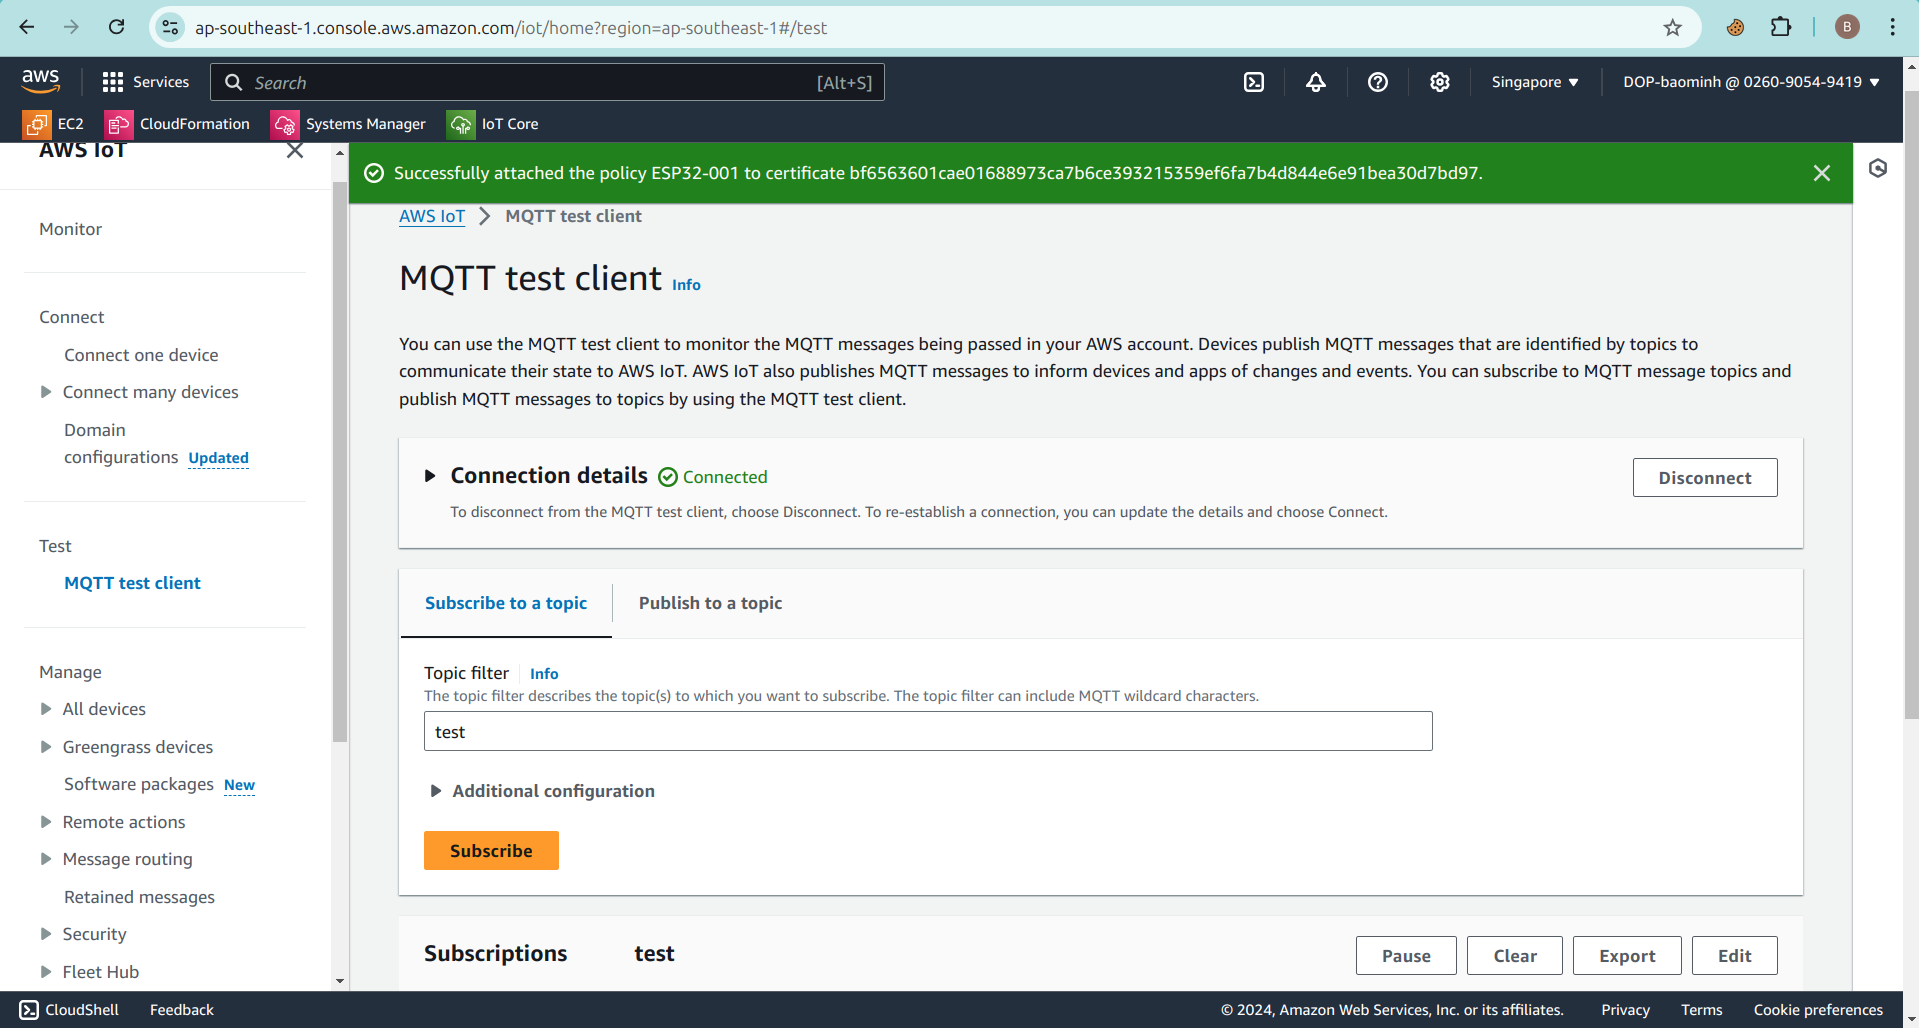 ap-southeast-1.console.aws.amazon.com/iot/home?region=ap-southeast-1#/test
B
aws
Services
Search
[Alt+S]
Singapore
DOP-baominh @ 0260-9054-9419
EC2
CloudFormation
Systems Manager
IoT Core
AWS IoT
Monitor
Connect
Connect one device
Connect many devices
Domain
configurations Updated
Test
MQTT test client
Manage
All devices
Greengrass devices
Software packages New
Remote actions
Message routing
Retained messages
Security
Fleet Hub
Successfully attached the policy ESP32-001 to certificate bf6563601cae01688973ca7b6ce393215359ef6fa7b4d844e6e91bea30d7bd97.
AWS IoT
MQTT test client
MQTT test client Info
You can use the MQTT test client to monitor the MQTT messages being passed in your AWS account. Devices publish MQTT messages that are identified by topics to
communicate their state to AWS IoT. AWS IoT also publishes MQTT messages to inform devices and apps of changes and events. You can subscribe to MQTT message topics and
publish MQTT messages to topics by using the MQTT test client.
Connection details Connected
Disconnect
To disconnect from the MQTT test client, choose Disconnect. To re-establish a connection, you can update the details and choose Connect.
Subscribe to a topic
Publish to a topic
Topic filter Info
The topic filter describes the topic(s) to which you want to subscribe. The topic filter can include MQTT wildcard characters.
test
Additional configuration
Subscribe
Subscriptions
test
Pause
Clear
Export
Edit
CloudShell
Feedback
© 2024, Amazon Web Services, Inc. or its affiliates.
Privacy
Terms
Cookie preferences